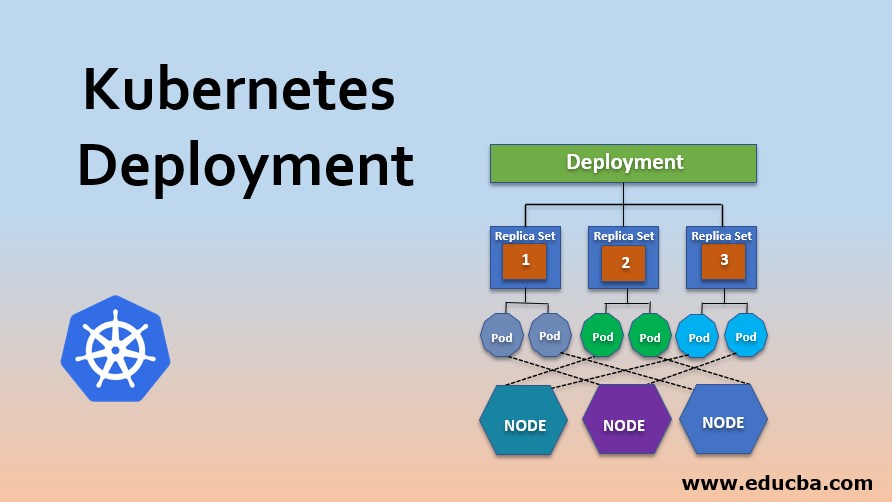 Kubernetes
Deployment
Deployment
Replica Set
1
Replica Set
2
Replica Set
3
Pod
Pod
Pod
Pod
Pod
Pod
NODE
NODE
NODE
www.educba.com